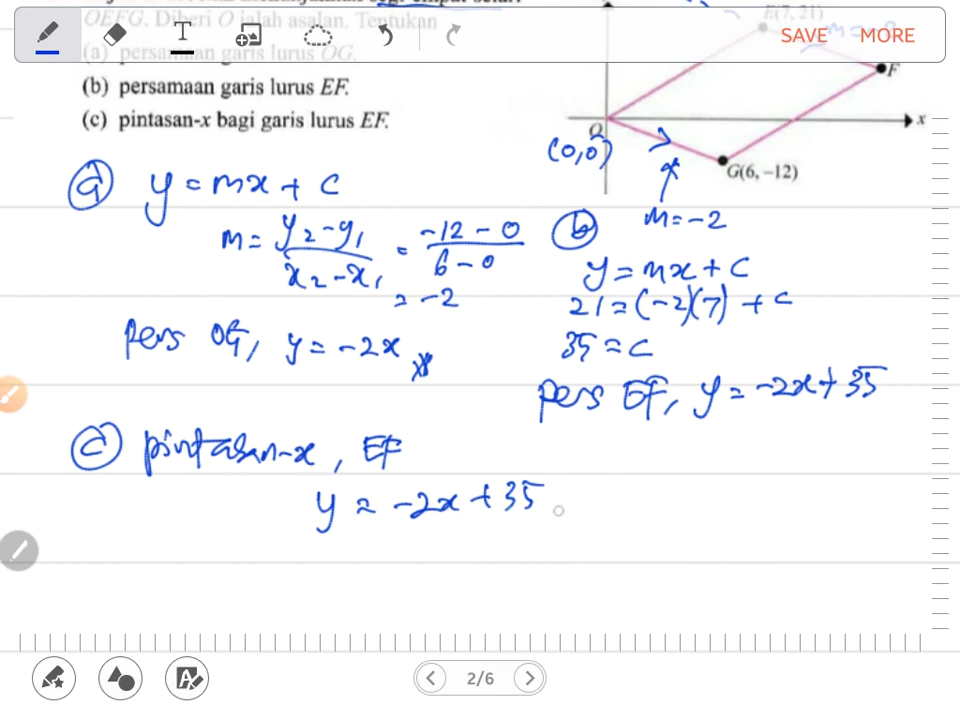 OEFG. Diberi O ialah asalan. Tentukan
(a) persamaan garis lurus OG.
(b) persamaan garis lurus EF.
(c) pintasan-x bagi garis lurus EF.
SAVE MORE
E(7, 21)
F
x
O
(0,0)
G(6, −12)
m = −2
(a) y = mx + c
m = y₂ − y₁ / x₂ − x₁ = −12 − 0 / 6 − 0
= −2
Pers OG, y = −2x
(b)
y = mx + c
21 = (−2)(7) + c
35 = c
Pers EF, y = −2x + 35
(c) pintasan-x, EF
y = −2x + 35
2/6